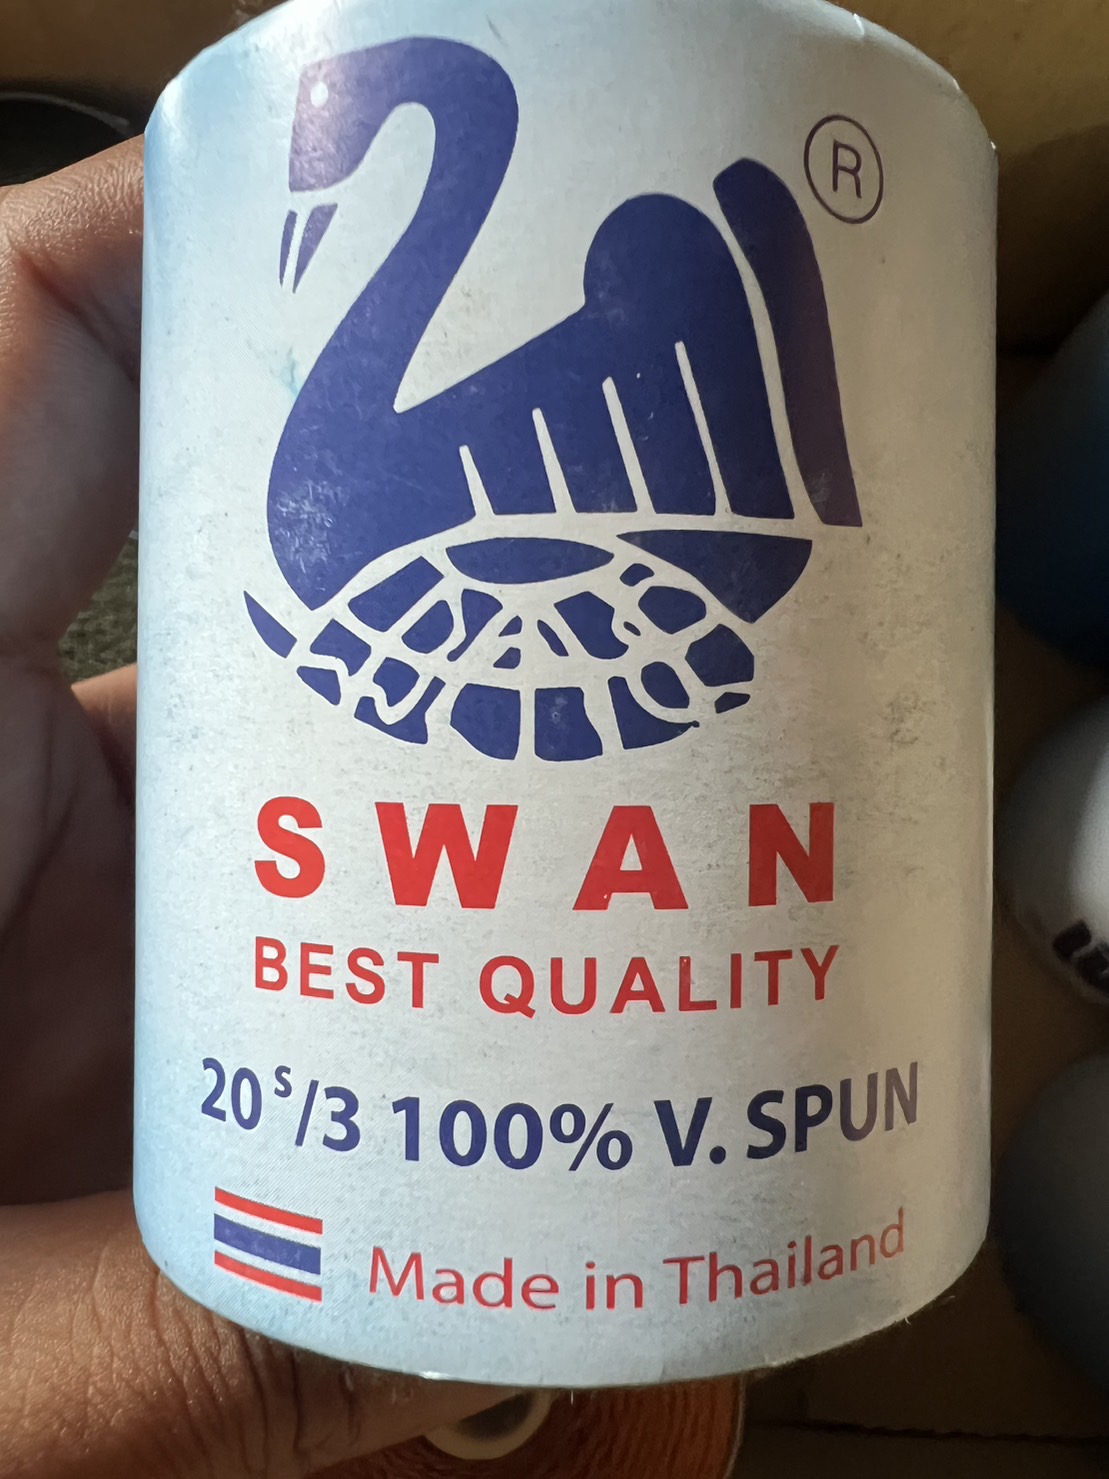 ®
SWAN
BEST QUALITY
20ˢ/3 100% V. SPUN
Made in Thailand